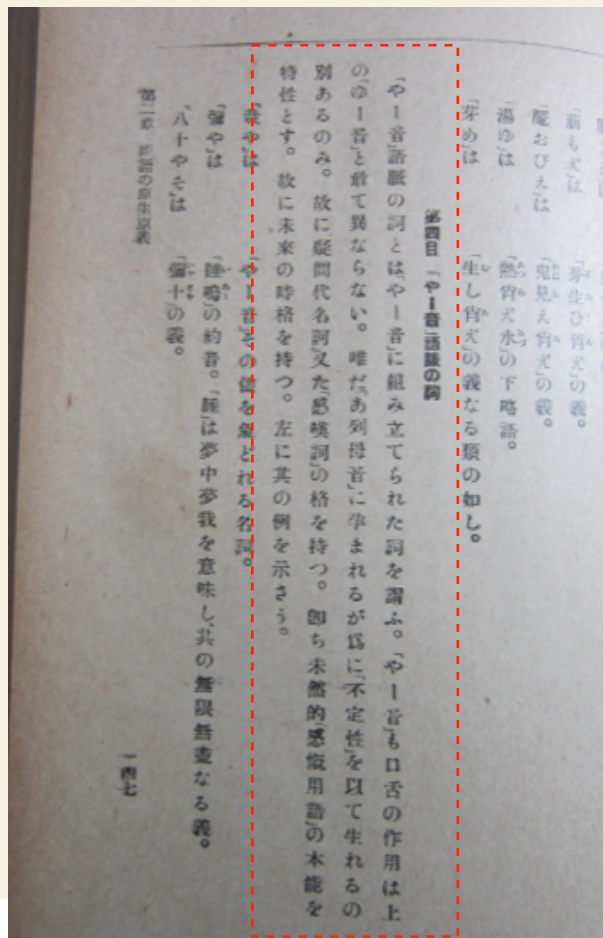 「萠もえ」は
「芽生ひ宵え」の義。
「魘おびえ」は
「鬼見え宵え」の義。
「湯ゆ」は
「熱宵え水」の下略語。
「芽め」は
「生し宵え」の義なる類の如し。
第四目 「やー音」語脈の詞
「やー音」語脈の詞とは、「やー音」に組み立てられた詞を謂ふ。「やー音」も口舌の作用は上
の「ゆー音」と敢て異ならない。唯だ、「あ列母音」に孕まれるが爲に「不定性」を以て生れるの
別あるのみ。故に疑問代名詞」又た「感嘆詞」の格を持つ。卽ち未然的「感慨用語」の本能を
特性とす。故に未來の時格を持つ。左に其の例を示さう。
やは
「やー音」その儘を象どれる名詞。
「彌や」は
「睡鳴」の約音。「睡」は夢中夢我を意味し、其の無限無盡なる義。
「八十やそ」は
「彌十」の義。
第二章 國語の原生原義
一四七